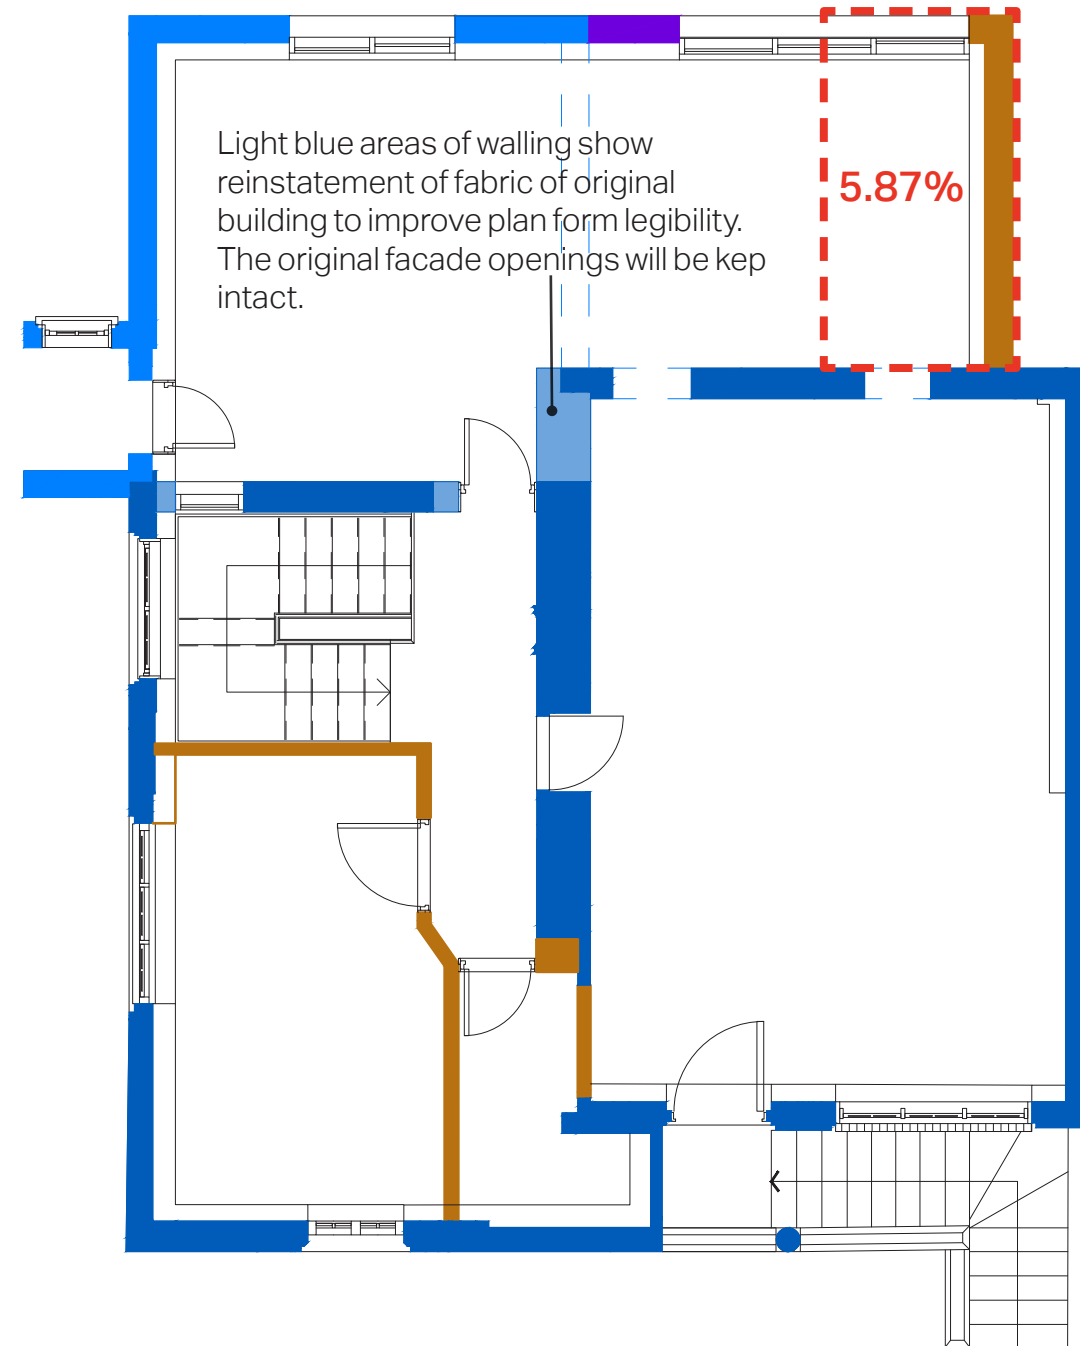 Light blue areas of walling show
reinstatement of fabric of original
building to improve plan form legibility.
The original facade openings will be kep
intact.
5.87%